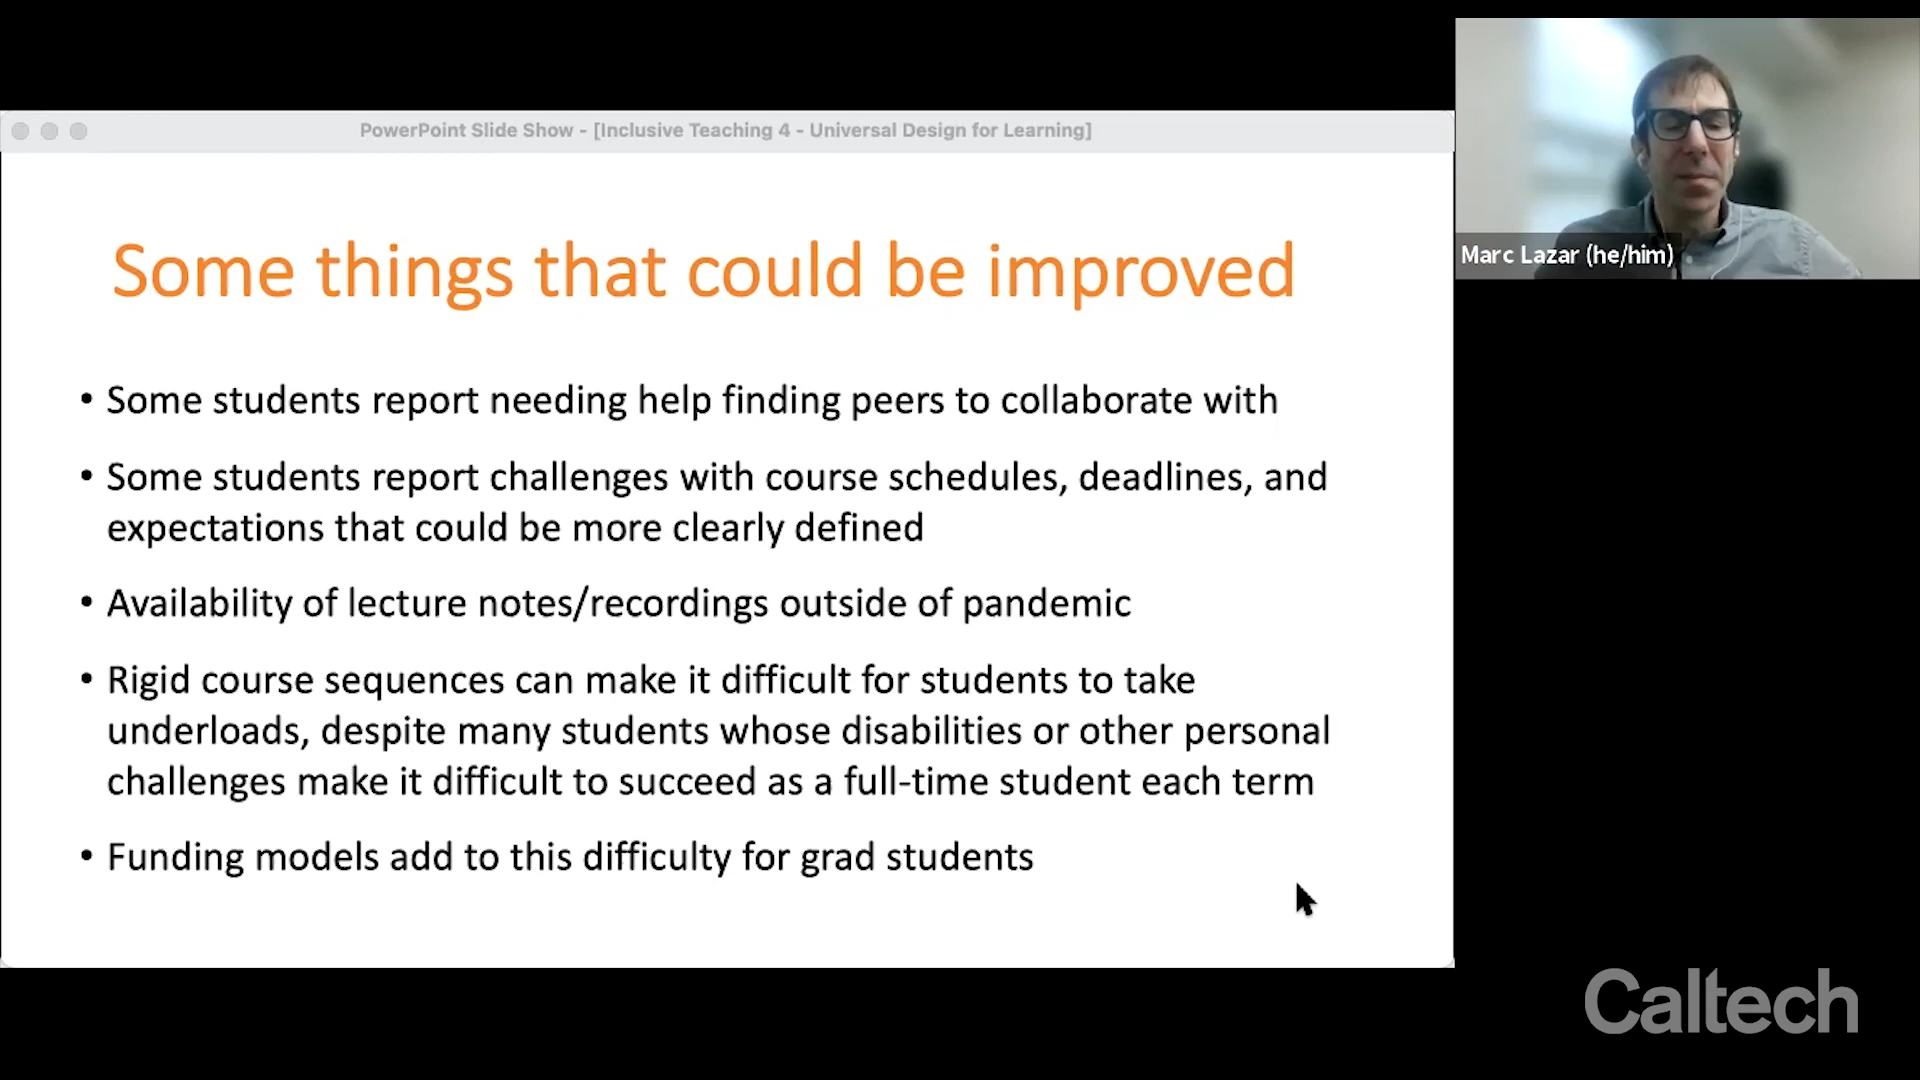 PowerPoint Slide Show - [Inclusive Teaching 4 - Universal Design for Learning]
Some things that could be improved
• Some students report needing help finding peers to collaborate with
• Some students report challenges with course schedules, deadlines, and
expectations that could be more clearly defined
• Availability of lecture notes/recordings outside of pandemic
• Rigid course sequences can make it difficult for students to take
underloads, despite many students whose disabilities or other personal
challenges make it difficult to succeed as a full-time student each term
• Funding models add to this difficulty for grad students
Marc Lazar (he/him)
Caltech